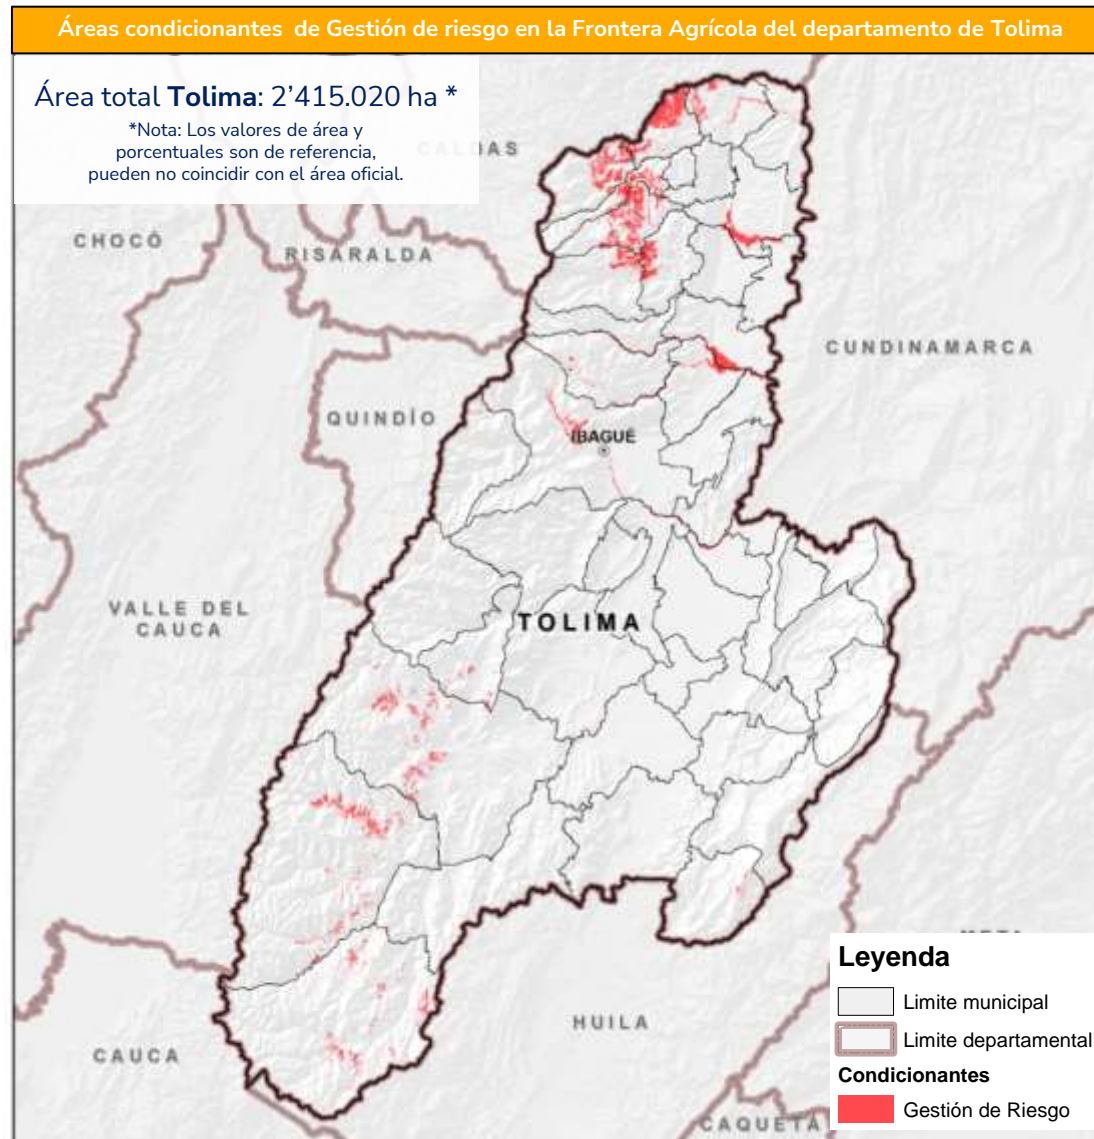 Áreas condicionantes de Gestión de riesgo en la Frontera Agrícola del departamento de Tolima
Área total Tolima: 2'415.020 ha *
*Nota: Los valores de área y
porcentuales son de referencia,
pueden no coincidir con el área oficial.
CALDAS
CHOCÓ
RISARALDA
CUNDINAMARCA
QUINDÍO
IBAGUÉ
VALLE DEL
CAUCA
TOLIMA
META
HUILA
CAUCA
CAQUETÁ
Leyenda
Limite municipal
Limite departamental
Condicionantes
Gestión de Riesgo